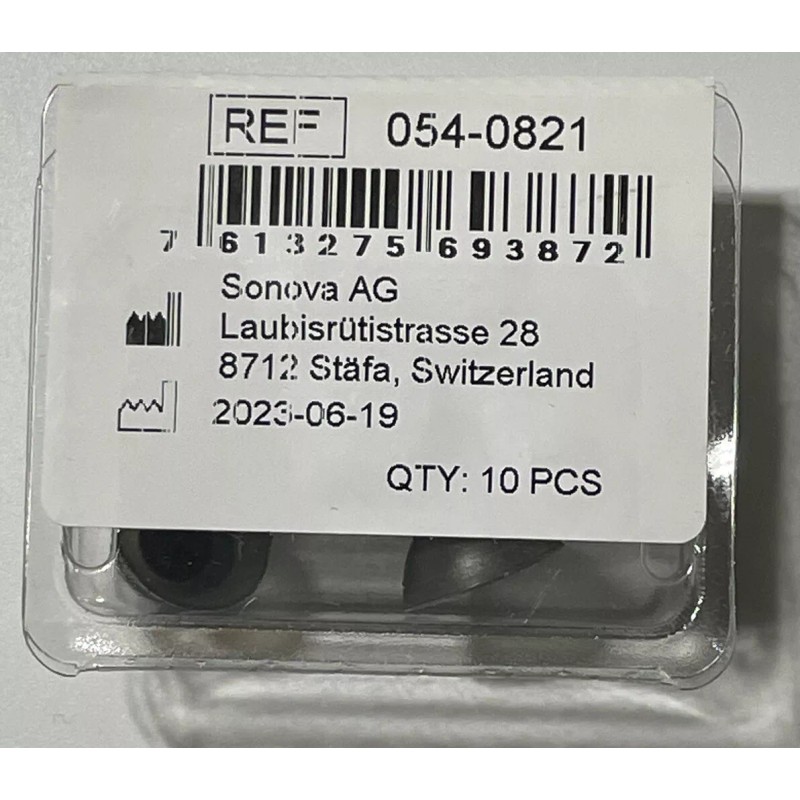 REF 054-0821
7 613275 693872
Sonova AG
Laubisrütistrasse 28
8712 Stäfa, Switzerland
2023-06-19
QTY: 10 PCS